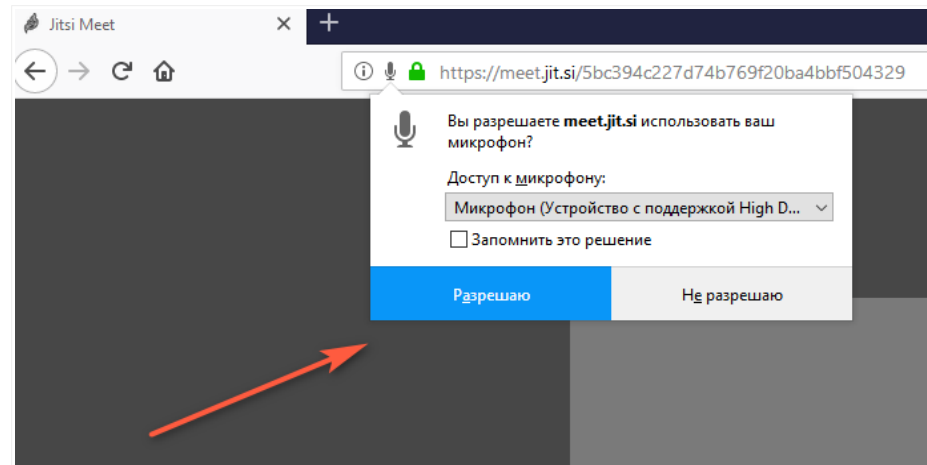 Jitsi Meet
https://meet.jit.si/5bc394c227d74b769f20ba4bbf504329
Вы разрешаете meet.jit.si использовать ваш
микрофон?
Доступ к микрофону:
Микрофон (Устройство с поддержкой High D...
Запомнить это решение
Разрешаю
Не разрешаю